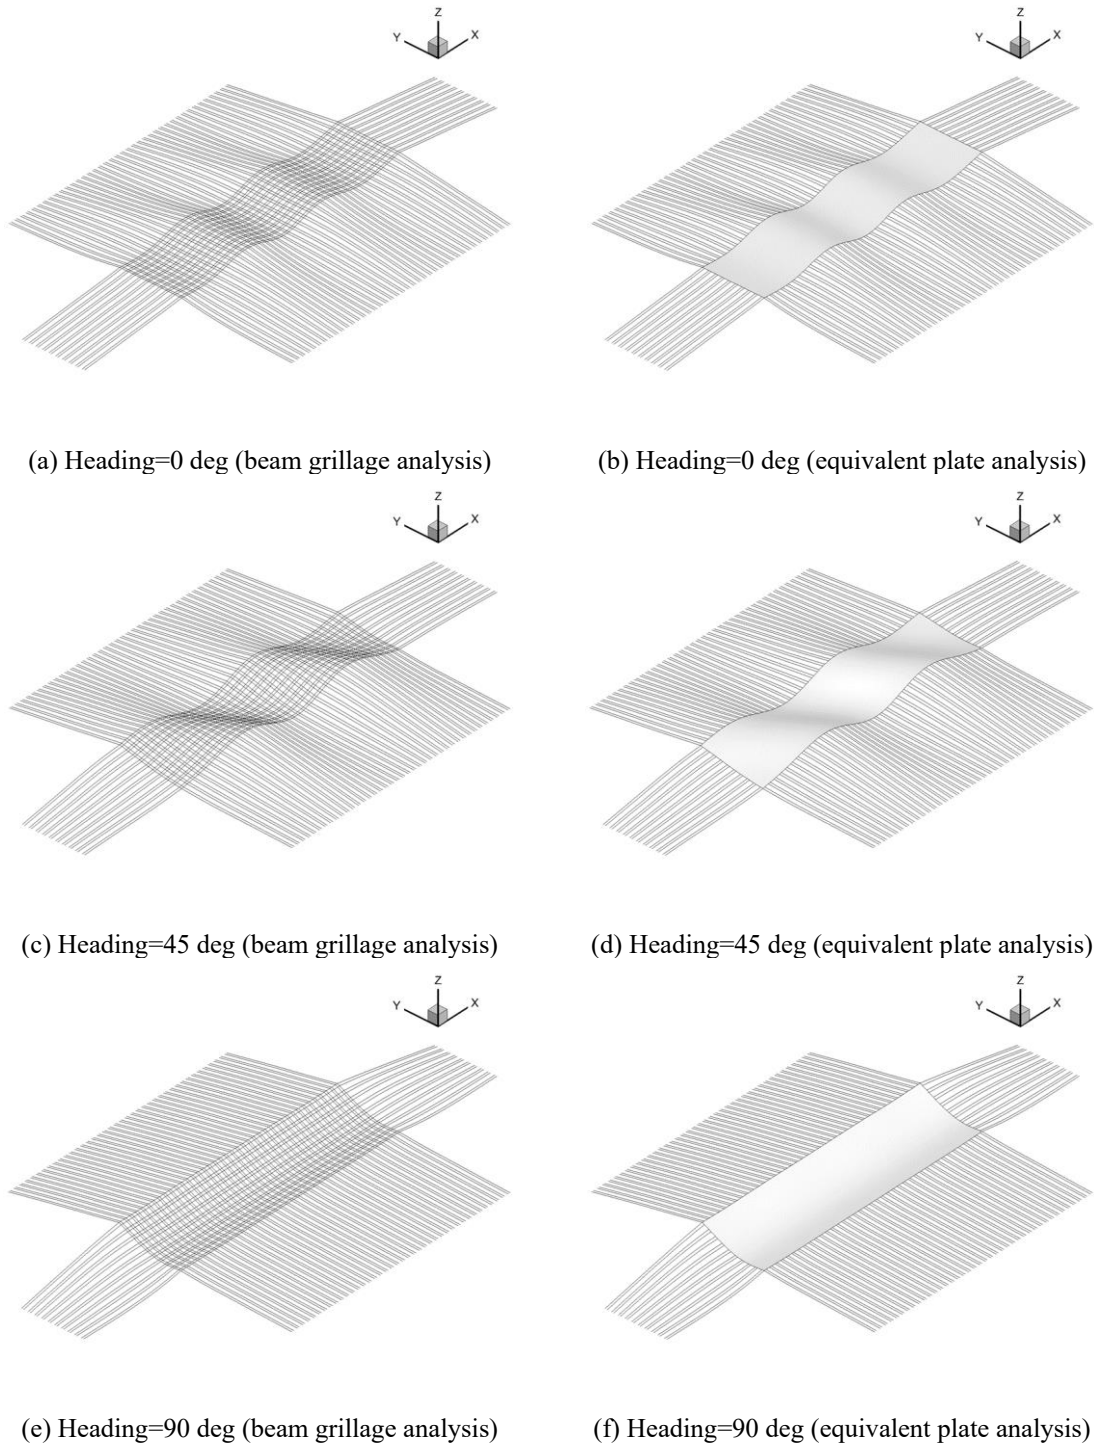 Z Z
Y X Y X
(a) Heading=0 deg (beam grillage analysis) (b) Heading=0 deg (equivalent plate analysis)
Z Z
Y X Y X
(c) Heading=45 deg (beam grillage analysis) (d) Heading=45 deg (equivalent plate analysis)
Z Z
Y X Y X
(e) Heading=90 deg (beam grillage analysis) (f) Heading=90 deg (equivalent plate analysis)